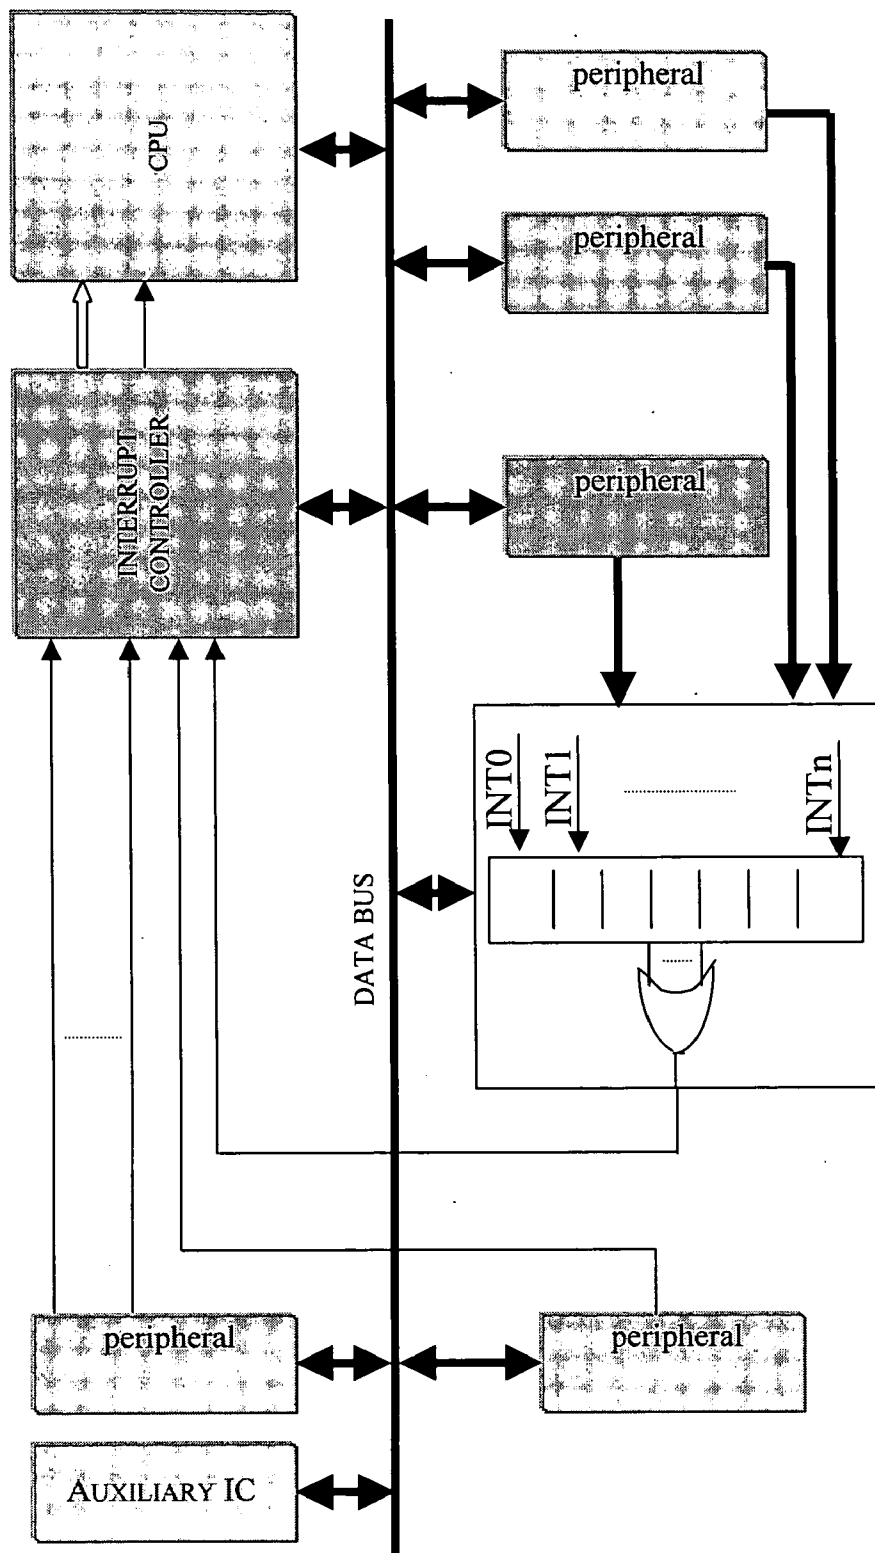 CPU
peripheral
peripheral
INTERRUPT
CONTROLLER
peripheral
INT0
INT1
INTn
DATA BUS
peripheral
peripheral
AUXILIARY IC